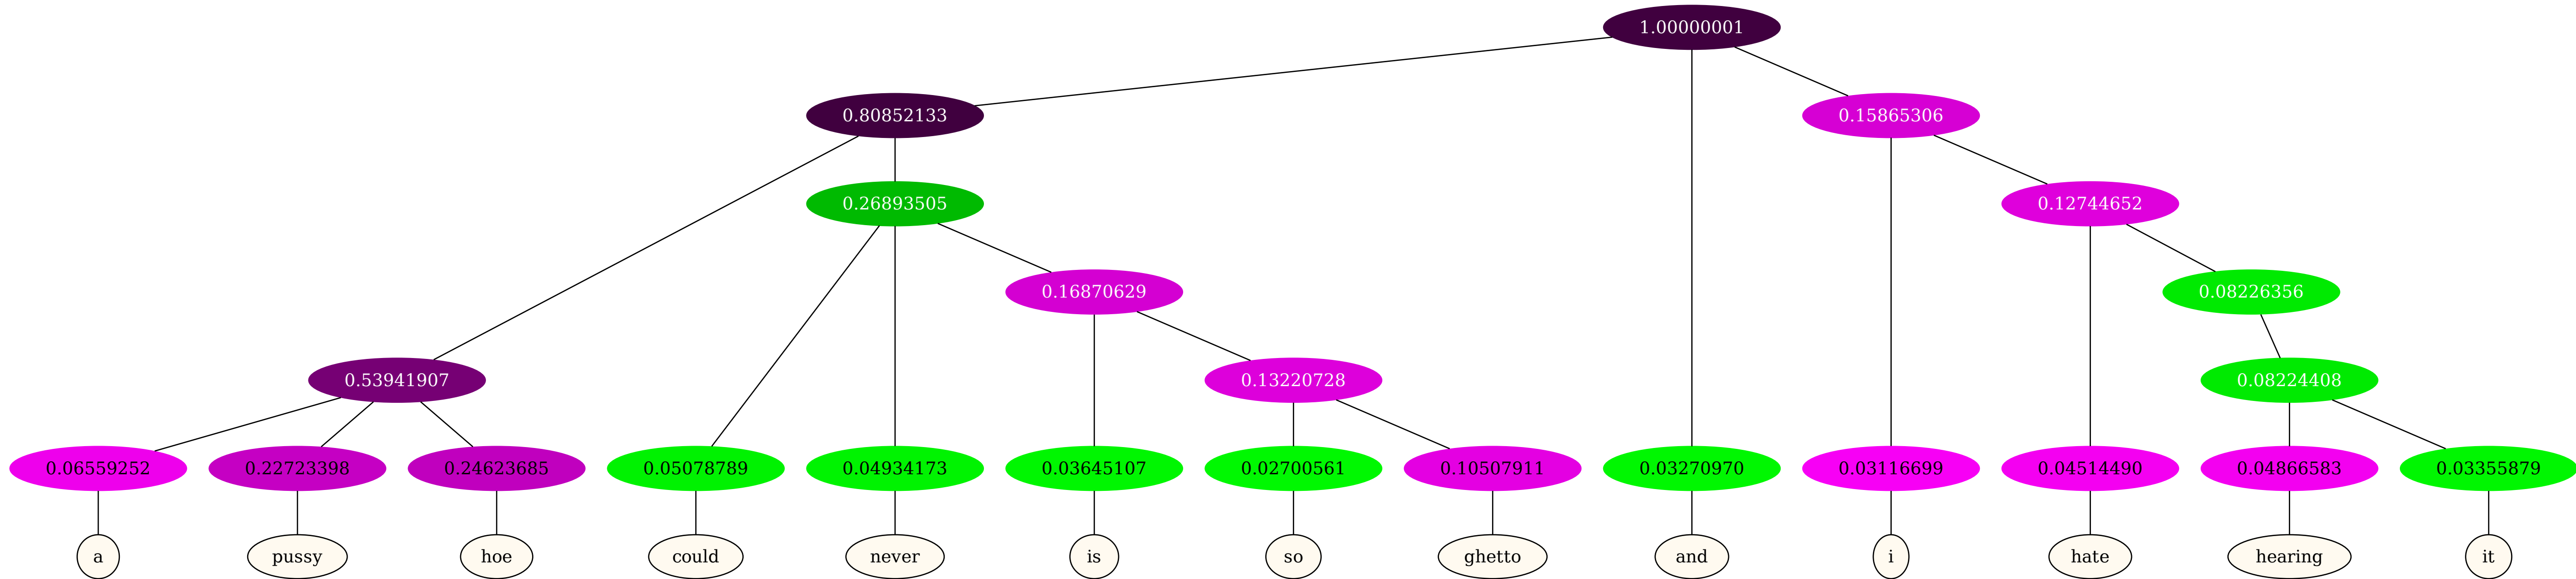 1.00000001
0.80852133 0.15865306
0.26893505 0.12744652
0.16870629 0.08226356
0.53941907 0.13220728 0.08224408
0.06559252 0.22723398 0.24623685 0.05078789 0.04934173 0.03645107 0.02700561 0.10507911 0.03270970 0.03116699 0.04514490 0.04866583 0.03355879
a pussy hoe could never is so ghetto and i hate hearing it